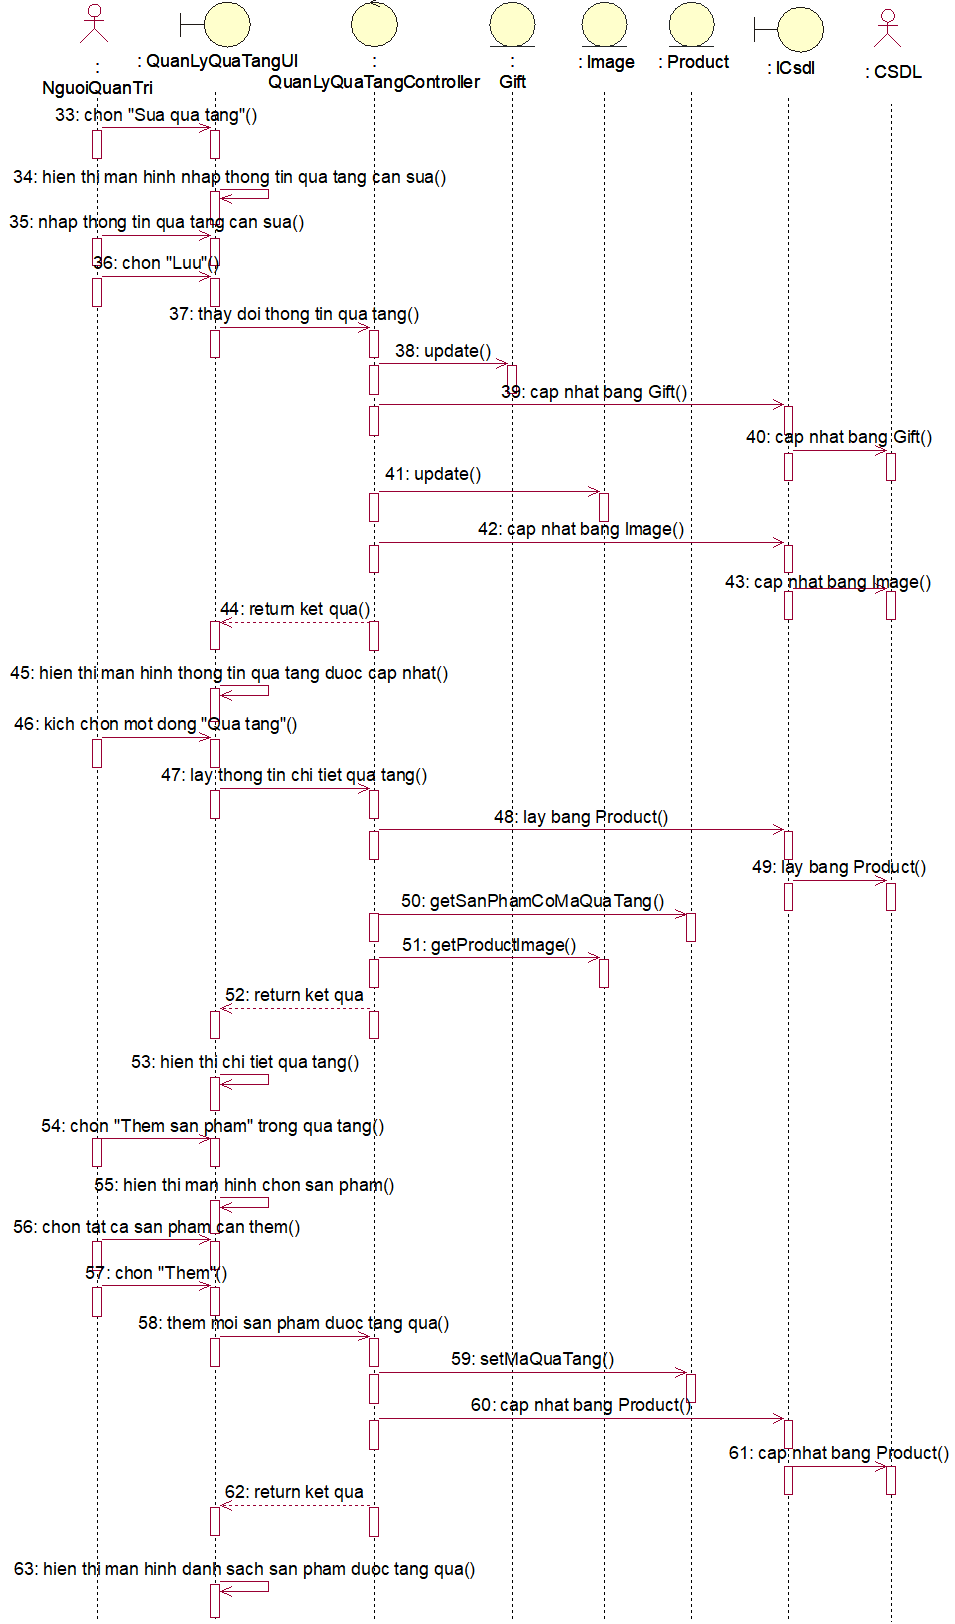 :
NguoiQuanTri
: QuanLyQuaTangUI
:
QuanLyQuaTangController
:
Gift
: Image
: Product
: ICsdl
: CSDL
33: chon "Sua qua tang"()
34: hien thi man hinh nhap thong tin qua tang can sua()
35: nhap thong tin qua tang can sua()
36: chon "Luu"()
37: thay doi thong tin qua tang()
38: update()
39: cap nhat bang Gift()
40: cap nhat bang Gift()
41: update()
42: cap nhat bang Image()
43: cap nhat bang Image()
44: return ket qua()
45: hien thi man hinh thong tin qua tang duoc cap nhat()
46: kich chon mot dong "Qua tang"()
47: lay thong tin chi tiet qua tang()
48: lay bang Product()
49: lay bang Product()
50: getSanPhamCoMaQuaTang()
51: getProductImage()
52: return ket qua
53: hien thi chi tiet qua tang()
54: chon "Them san pham" trong qua tang()
55: hien thi man hinh chon san pham()
56: chon tat ca san pham can them()
57: chon "Them"()
58: them moi san pham duoc tang qua()
59: setMaQuaTang()
60: cap nhat bang Product()
61: cap nhat bang Product()
62: return ket qua
63: hien thi man hinh danh sach san pham duoc tang qua()